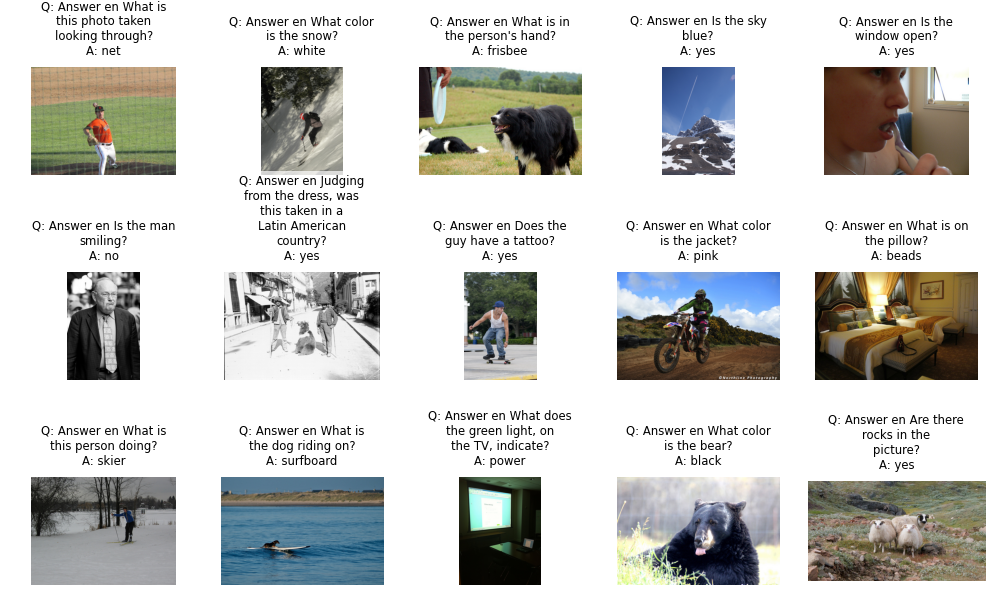 Q: Answer en What is
this photo taken
looking through?
A: net
Q: Answer en What color
is the snow?
A: white
Q: Answer en What is in
the person's hand?
A: frisbee
Q: Answer en Is the sky
blue?
A: yes
Q: Answer en Is the
window open?
A: yes
Q: Answer en Is the man
smiling?
A: no
Q: Answer en Judging
from the dress, was
this taken in a
Latin American
country?
A: yes
Q: Answer en Does the
guy have a tattoo?
A: yes
Q: Answer en What color
is the jacket?
A: pink
Q: Answer en What is on
the pillow?
A: beads
Q: Answer en What is
this person doing?
A: skier
Q: Answer en What is
the dog riding on?
A: surfboard
Q: Answer en What does
the green light, on
the TV, indicate?
A: power
Q: Answer en What color
is the bear?
A: black
Q: Answer en Are there
rocks in the
picture?
A: yes